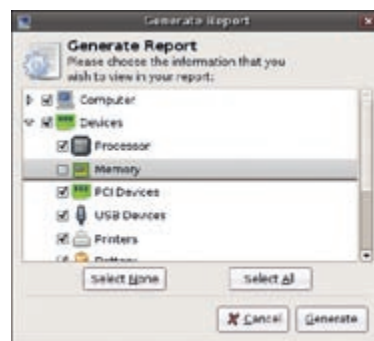 Generate Report
Generate Report
Please choose the information that you
wish to view in your report:
Computer
Devices
Processor
Memory
PCI Devices
USB Devices
Printers
Battery
Select None
Select All
Cancel
Generate